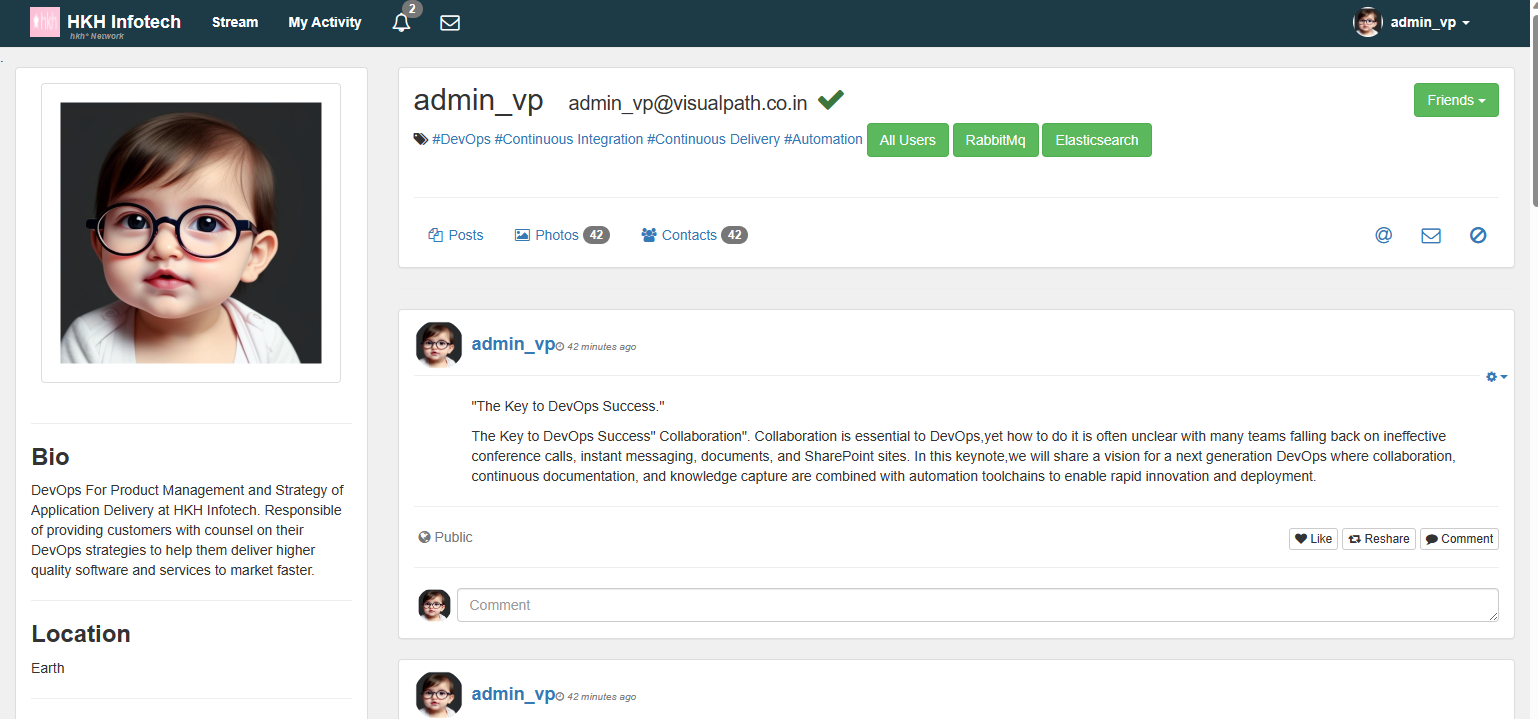 hkh
HKH Infotech
hkh* Network
Stream
My Activity
2
admin_vp
.
admin_vp admin_vp@visualpath.co.in
Friends
#DevOps #Continuous Integration #Continuous Delivery #Automation All Users RabbitMq Elasticsearch
Posts Photos 42 Contacts 42
@
Bio
DevOps For Product Management and Strategy of
Application Delivery at HKH Infotech. Responsible
of providing customers with counsel on their
DevOps strategies to help them deliver higher
quality software and services to market faster.
Location
Earth
admin_vp 42 minutes ago
"The Key to DevOps Success."
The Key to DevOps Success" Collaboration". Collaboration is essential to DevOps,yet how to do it is often unclear with many teams falling back on ineffective
conference calls, instant messaging, documents, and SharePoint sites. In this keynote,we will share a vision for a next generation DevOps where collaboration,
continuous documentation, and knowledge capture are combined with automation toolchains to enable rapid innovation and deployment.
Public
Like Reshare Comment
Comment
admin_vp 42 minutes ago